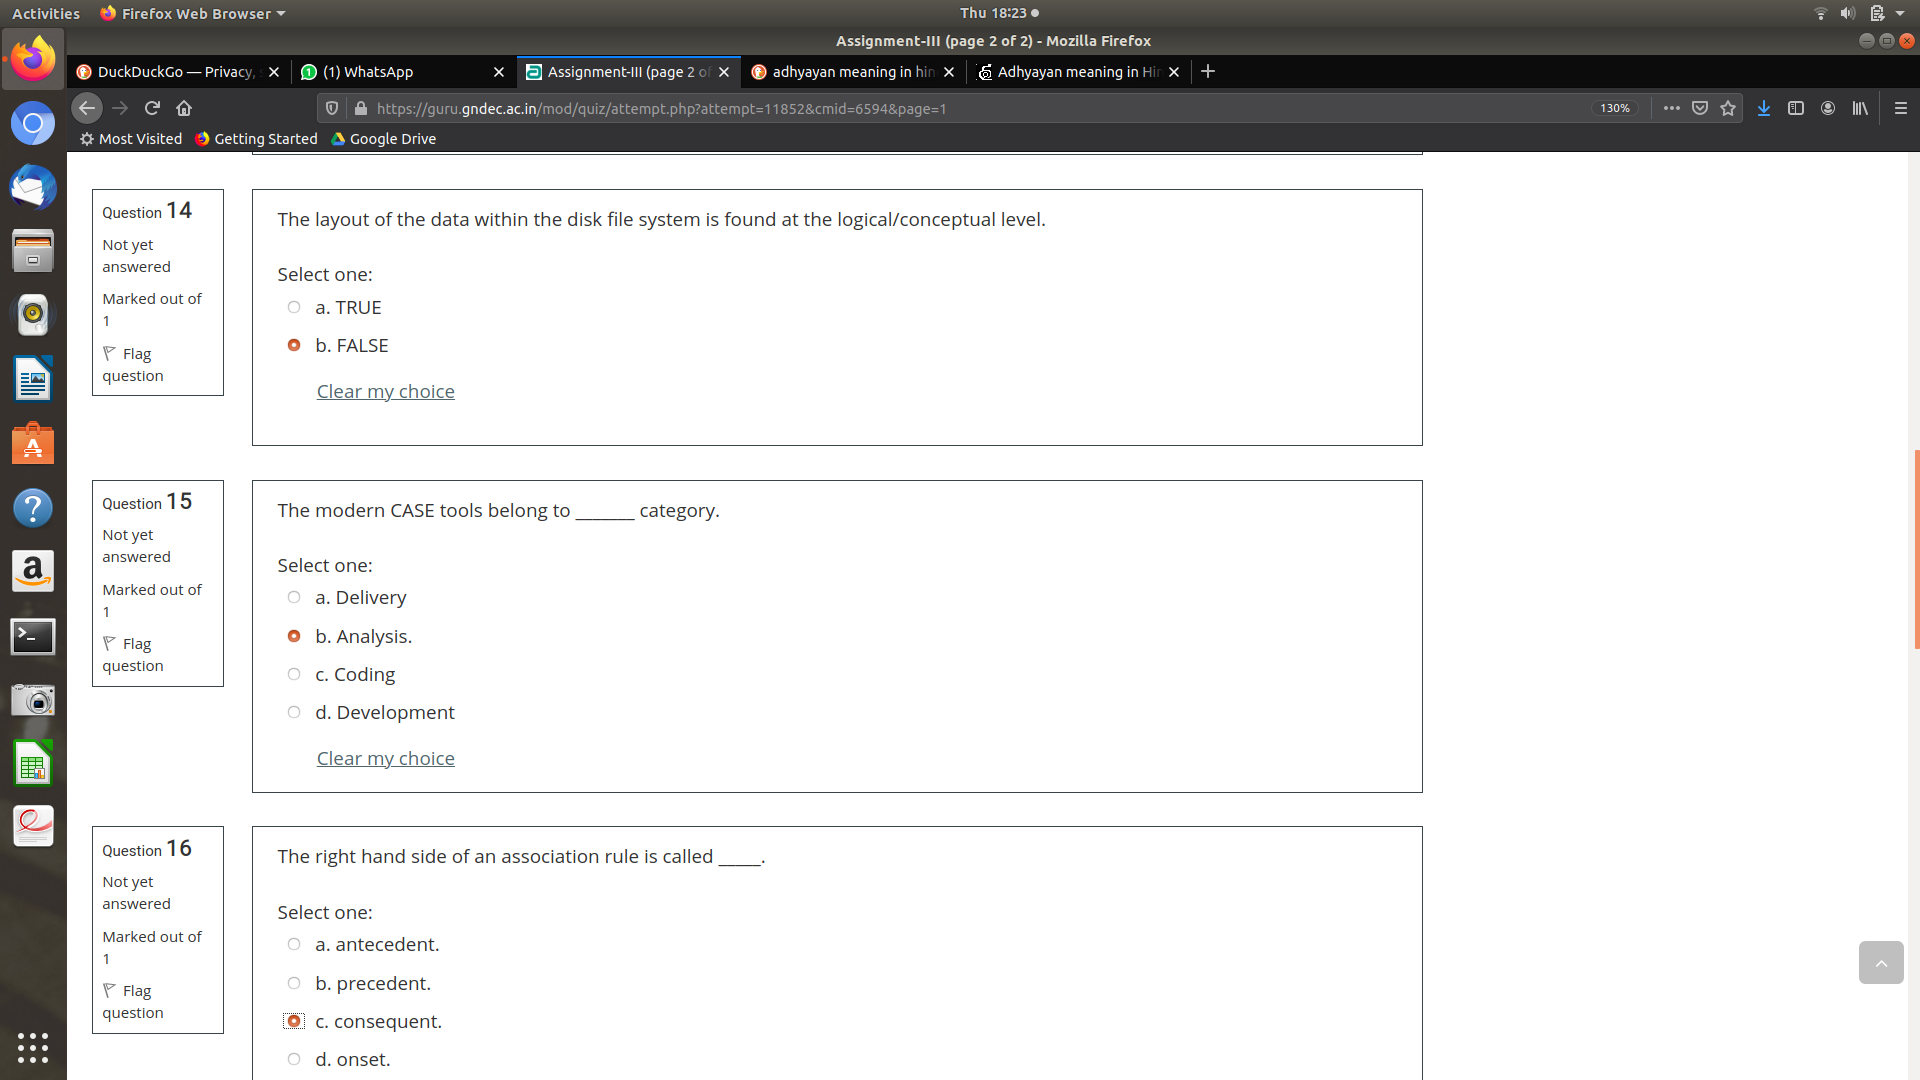 Activities
Firefox Web Browser
Thu 18:23
Assignment-III (page 2 of 2) - Mozilla Firefox
DuckDuckGo — Privacy,
(1) WhatsApp
Assignment-III (page 2 of
adhyayan meaning in hin
Adhyayan meaning in Hin
https://guru.gndec.ac.in/mod/quiz/attempt.php?attempt=11852&cmid=6594&page=1
130%
Most Visited
Getting Started
Google Drive
Question 14
Not yet
answered
Marked out of
1
Flag
question
The layout of the data within the disk file system is found at the logical/conceptual level.
Select one:
a. TRUE
b. FALSE
Clear my choice
Question 15
Not yet
answered
Marked out of
1
Flag
question
The modern CASE tools belong to _______ category.
Select one:
a. Delivery
b. Analysis.
c. Coding
d. Development
Clear my choice
Question 16
Not yet
answered
Marked out of
1
Flag
question
The right hand side of an association rule is called _____.
Select one:
a. antecedent.
b. precedent.
c. consequent.
d. onset.